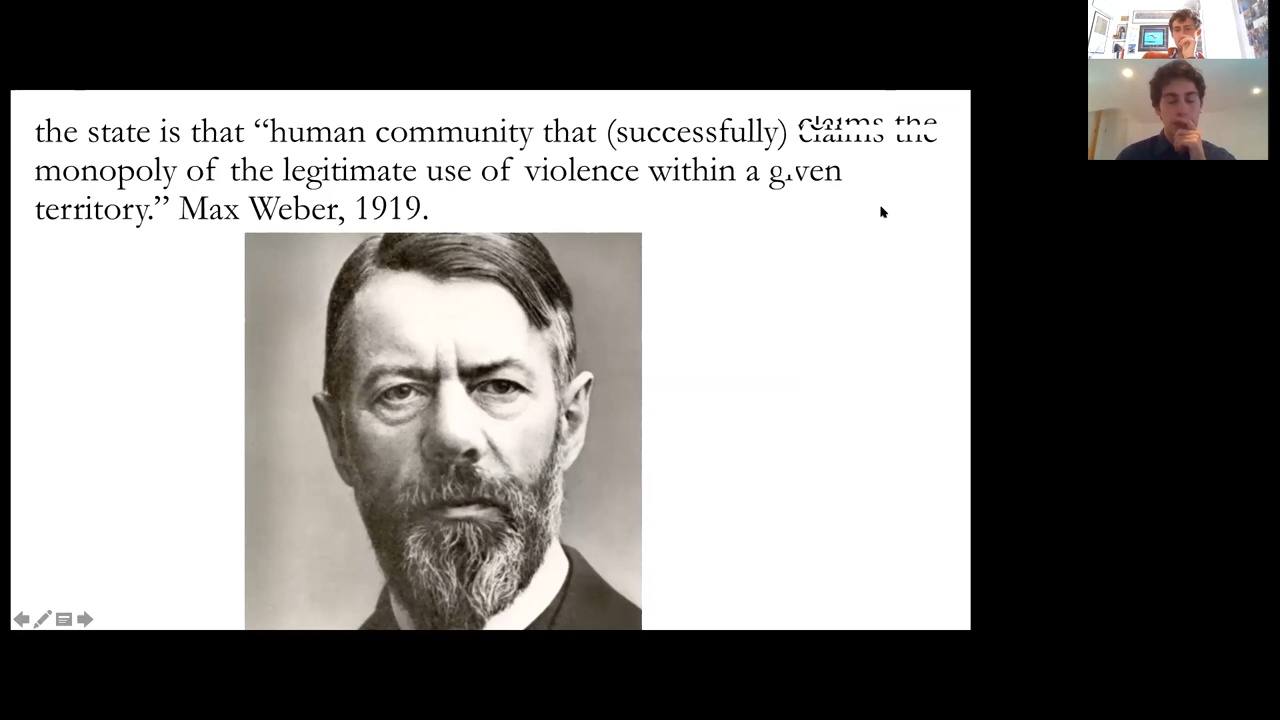 the state is that “human community that (successfully) claims the
monopoly of the legitimate use of violence within a given
territory.” Max Weber, 1919.